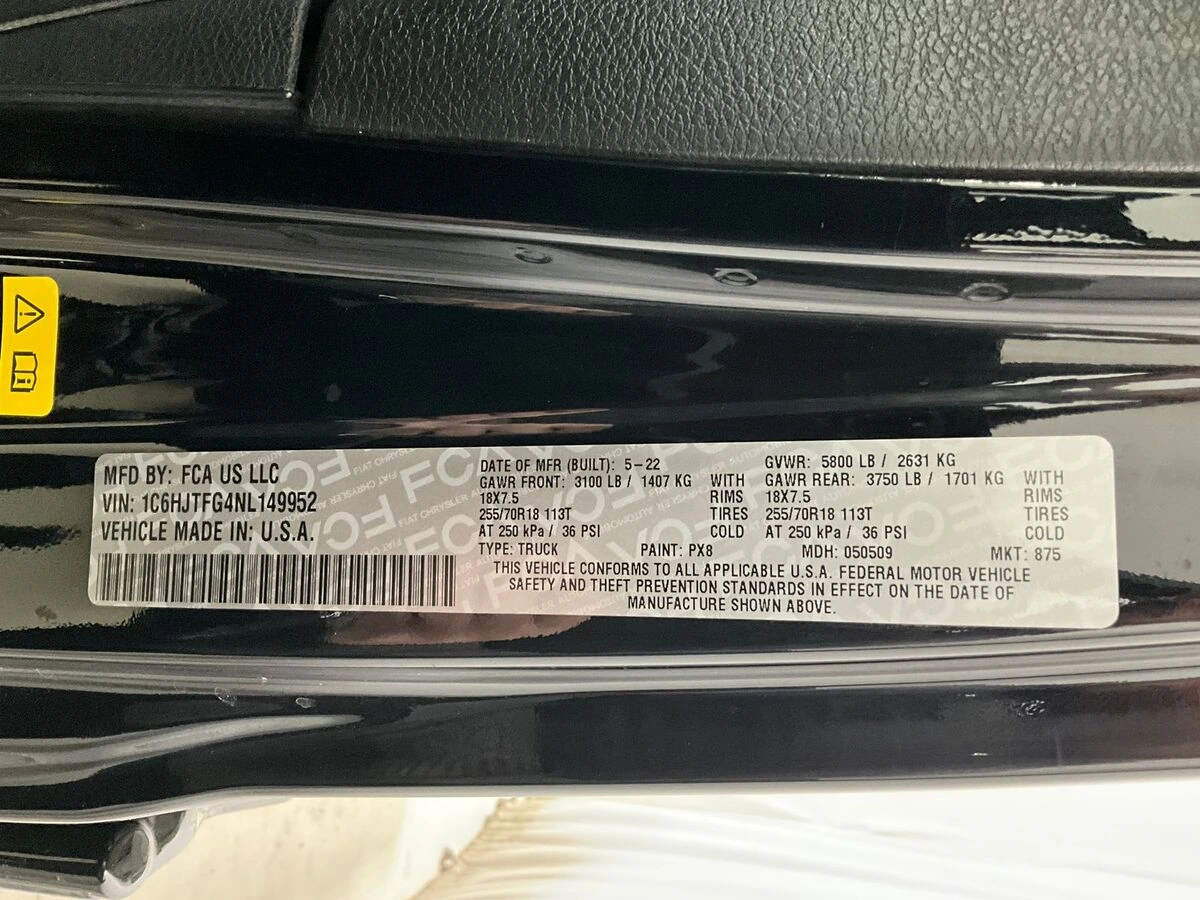 MFD BY: FCA US LLC
VIN: 1C6HJTFG4NL149952
VEHICLE MADE IN: U.S.A.
DATE OF MFR (BUILT): 5-22
GVWR: 5800 LB / 2631 KG
GAWR FRONT: 3100 LB / 1407 KG WITH
18X7.5 RIMS
255/70R18 113T TIRES
AT 250 kPa / 36 PSI COLD
GAWR REAR: 3750 LB / 1701 KG WITH
18X7.5 RIMS
255/70R18 113T TIRES
AT 250 kPa / 36 PSI COLD
TYPE: TRUCK PAINT: PX8 MDH: 050509 MKT: 875
THIS VEHICLE CONFORMS TO ALL APPLICABLE U.S.A. FEDERAL MOTOR VEHICLE
SAFETY AND THEFT PREVENTION STANDARDS IN EFFECT ON THE DATE OF
MANUFACTURE SHOWN ABOVE.